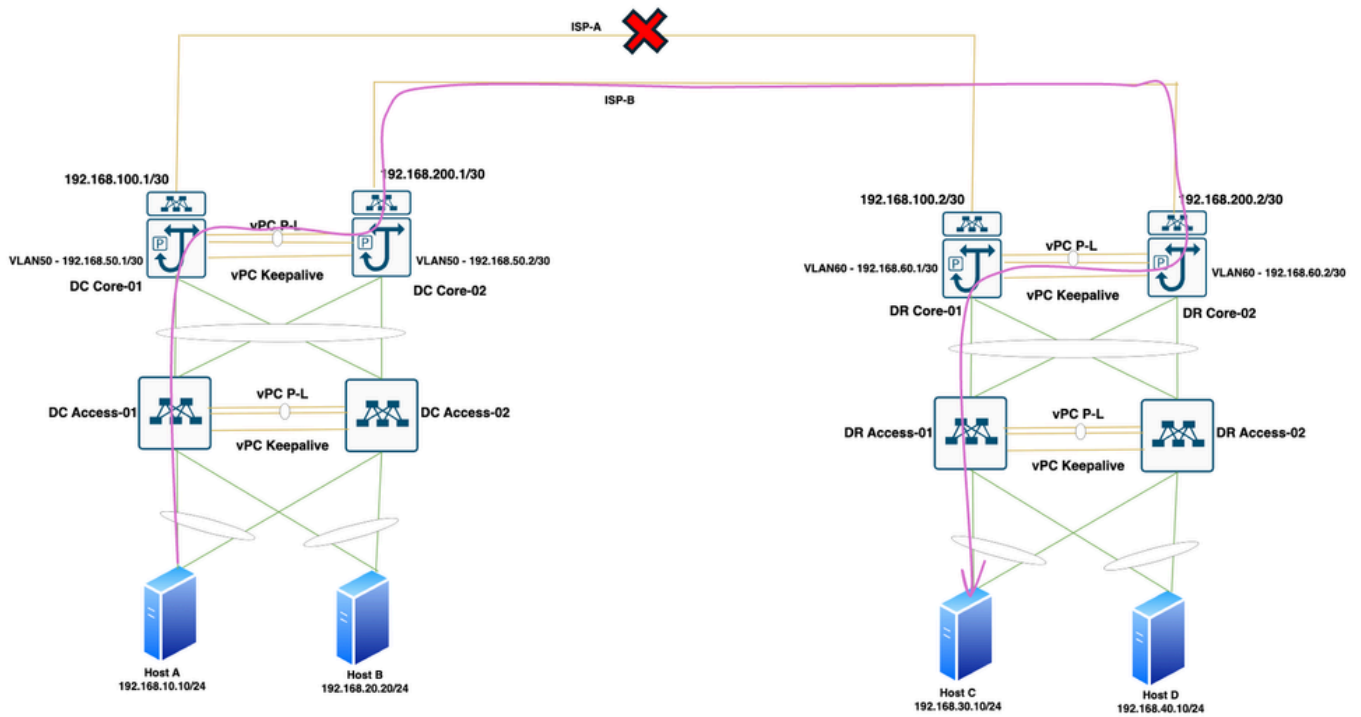 ISP-A
ISP-B
192.168.100.1/30
192.168.200.1/30
192.168.100.2/30
192.168.200.2/30
vPC P-L
P
P
VLAN50 - 192.168.50.1/30
VLAN50 - 192.168.50.2/30
vPC Keepalive
DC Core-01
DC Core-02
vPC P-L
P
P
VLAN60 - 192.168.60.1/30
VLAN60 - 192.168.60.2/30
vPC Keepalive
DR Core-01
DR Core-02
vPC P-L
DC Access-01
DC Access-02
vPC Keepalive
vPC P-L
DR Access-01
DR Access-02
vPC Keepalive
Host A
192.168.10.10/24
Host B
192.168.20.20/24
Host C
192.168.30.10/24
Host D
192.168.40.10/24